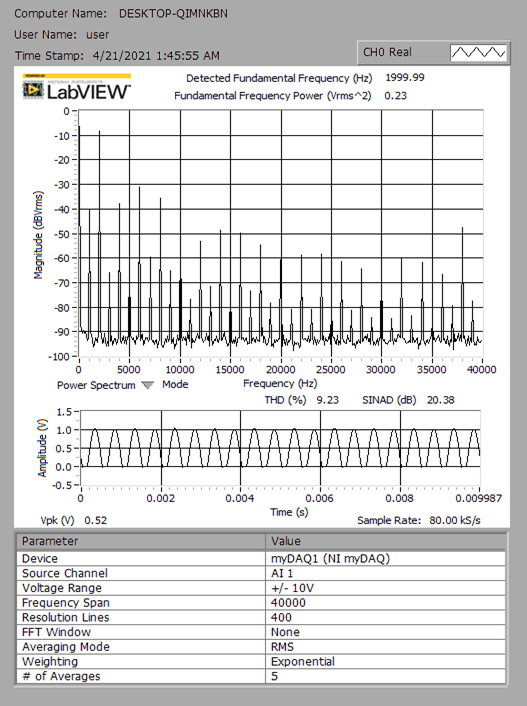 Computer Name: DESKTOP-QIMNKBN
User Name: user
Time Stamp: 4/21/2021 1:45:55 AM
CH0 Real
POWERED BY
NATIONAL INSTRUMENTS
LabVIEW™
Detected Fundamental Frequency (Hz) 1999.99
Fundamental Frequency Power (Vrms^2) 0.23
Magnitude (dBVrms)
0
-10
-20
-30
-40
-50
-60
-70
-80
-90
-100
0 5000 10000 15000 20000 25000 30000 35000 40000
Power Spectrum Mode Frequency (Hz)
THD (%) 9.23 SINAD (dB) 20.38
Amplitude (V)
1.5
1.0
0.5
0.0
-0.5
0 0.002 0.004 0.006 0.008 0.009987
Time (s)
Vpk (V) 0.52 Sample Rate: 80.00 kS/s
Parameter Value
Device myDAQ1 (NI myDAQ)
Source Channel AI 1
Voltage Range +/- 10V
Frequency Span 40000
Resolution Lines 400
FFT Window None
Averaging Mode RMS
Weighting Exponential
# of Averages 5